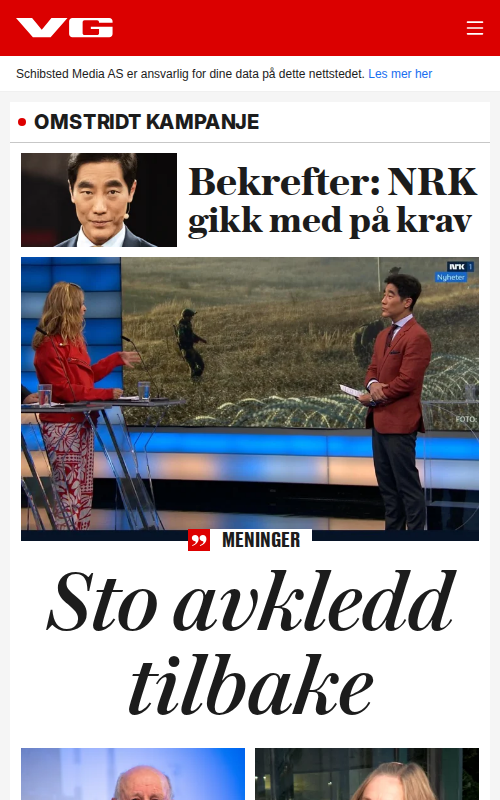 VG
Schibsted Media AS er ansvarlig for dine data på dette nettstedet. Les mer her
OMSTRIDT KAMPANJE
Bekrefter: NRK
gikk med på krav
NRK 1
Nyheter
FOTO:
MENINGER
Sto avkledd
tilbake